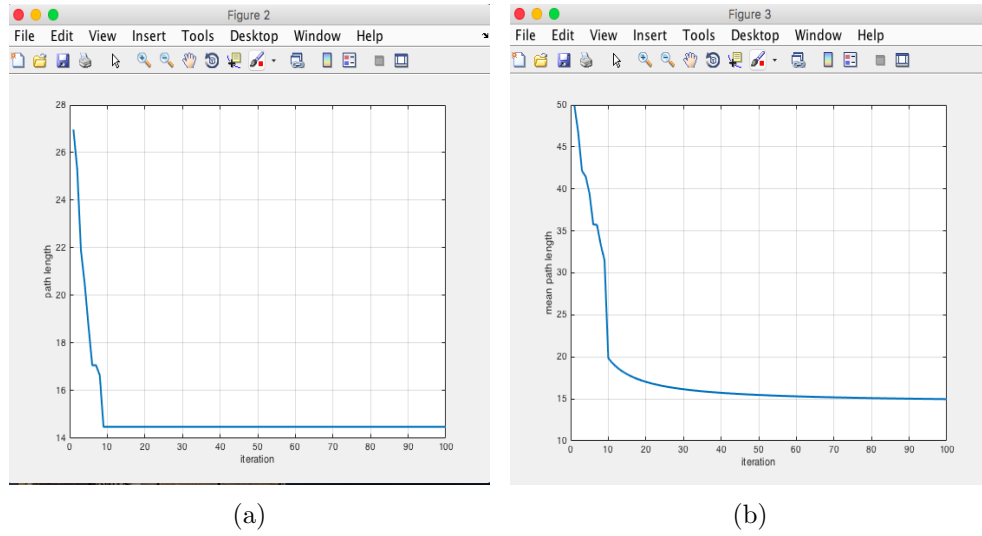 Figure 2
File Edit View Insert Tools Desktop Window Help
28
26
24
22
20
18
16
14
path length
0 10 20 30 40 50 60 70 80 90 100
iteration
(a)
Figure 3
File Edit View Insert Tools Desktop Window Help
50
45
40
35
30
25
20
15
10
mean path length
0 10 20 30 40 50 60 70 80 90 100
iteration
(b)